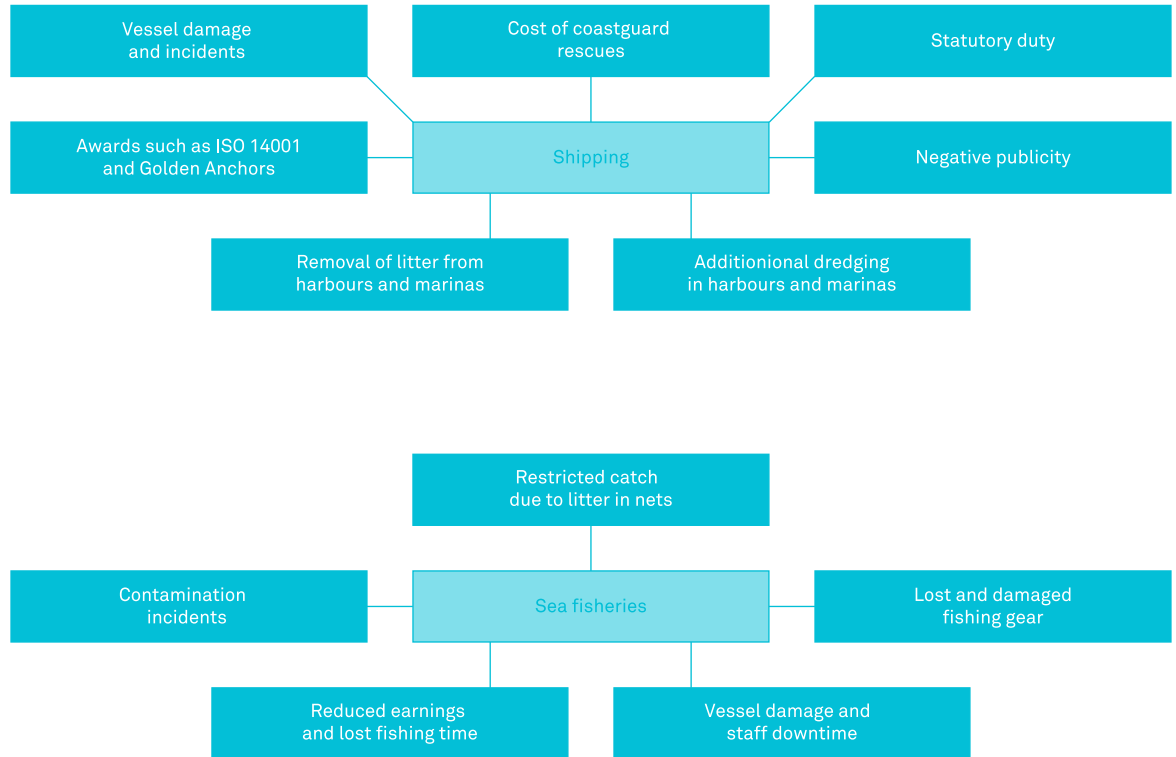 Vessel damage
and incidents
Cost of coastguard
rescues
Statutory duty
Awards such as ISO 14001
and Golden Anchors
Shipping
Negative publicity
Removal of litter from
harbours and marinas
Additionional dredging
in harbours and marinas
Restricted catch
due to litter in nets
Contamination
incidents
Sea fisheries
Lost and damaged
fishing gear
Reduced earnings
and lost fishing time
Vessel damage and
staff downtime